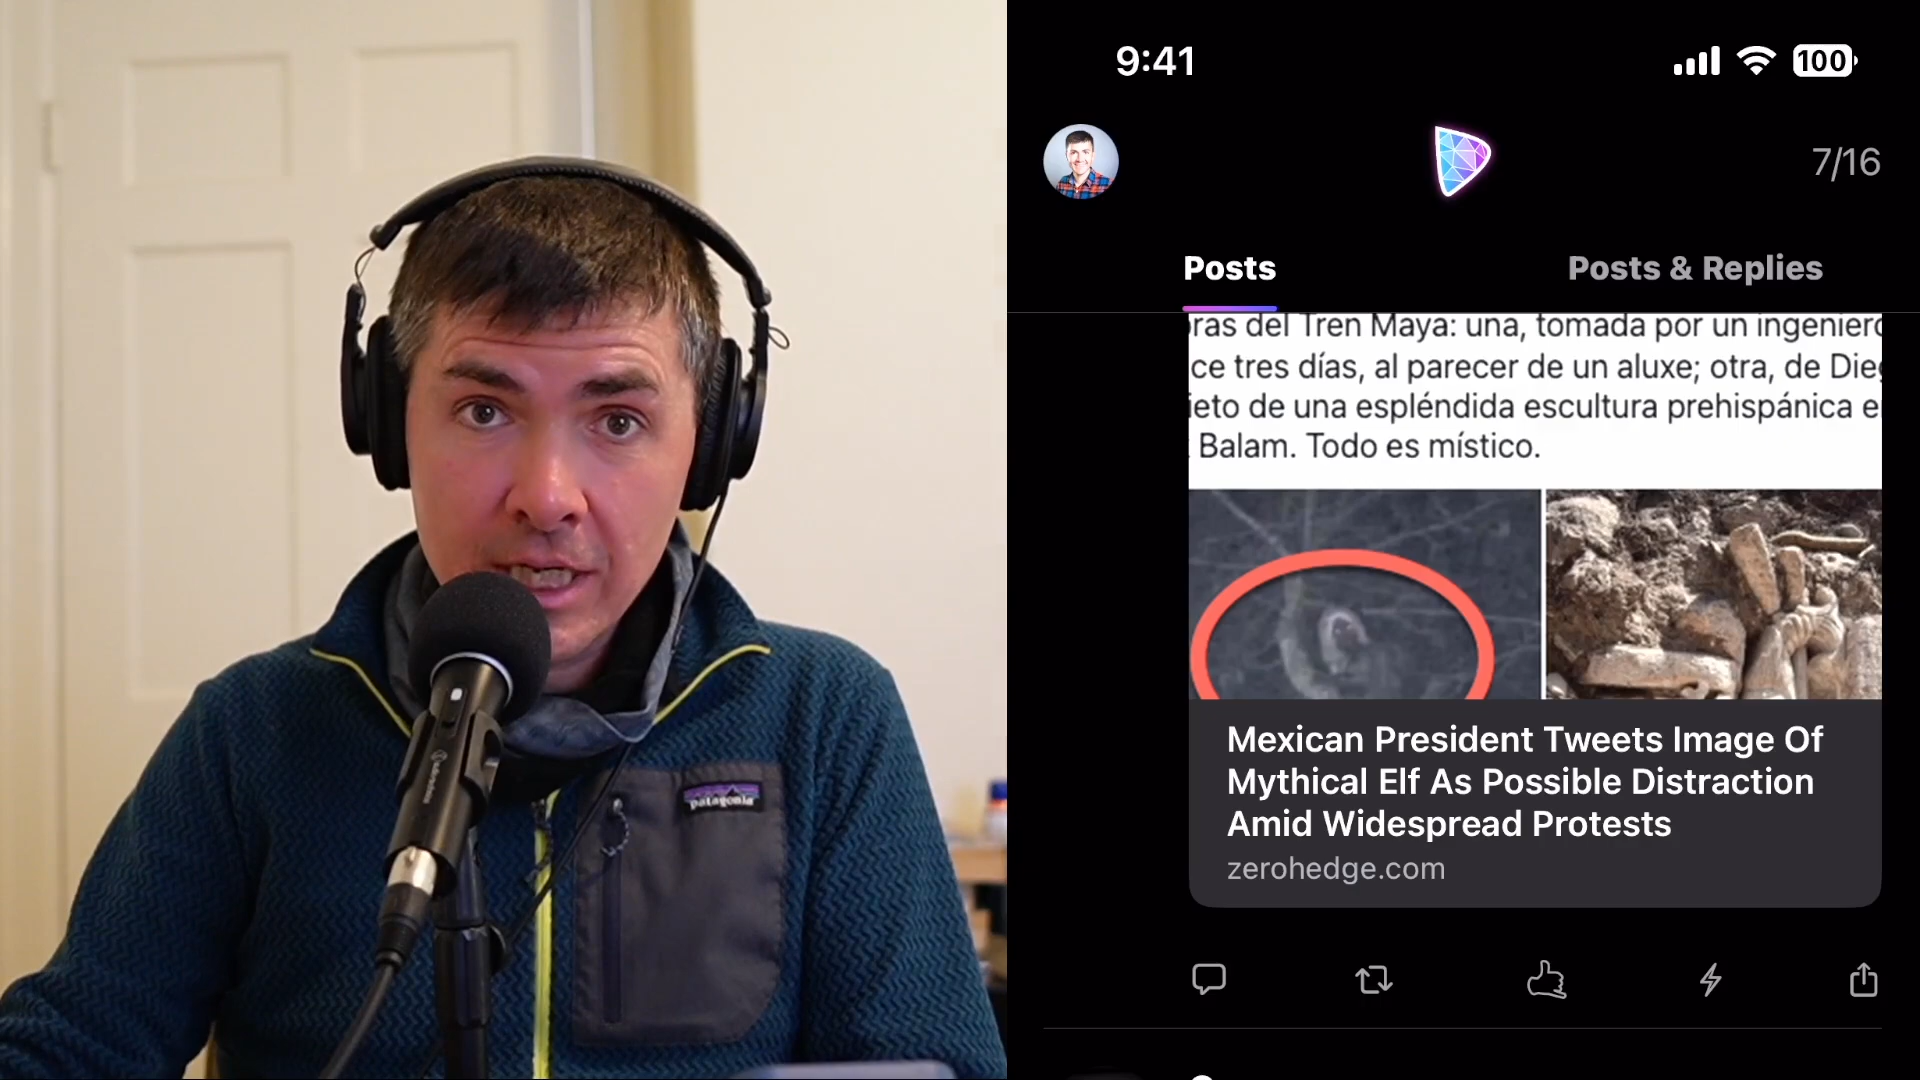 patagonia
9:41
100
7/16
Posts
Posts & Replies
bras del Tren Maya: una, tomada por un ingeniero
ce tres días, al parecer de un aluxe; otra, de Die
ieto de una espléndida escultura prehispánica e
Balam. Todo es místico.
Mexican President Tweets Image Of
Mythical Elf As Possible Distraction
Amid Widespread Protests
zerohedge.com